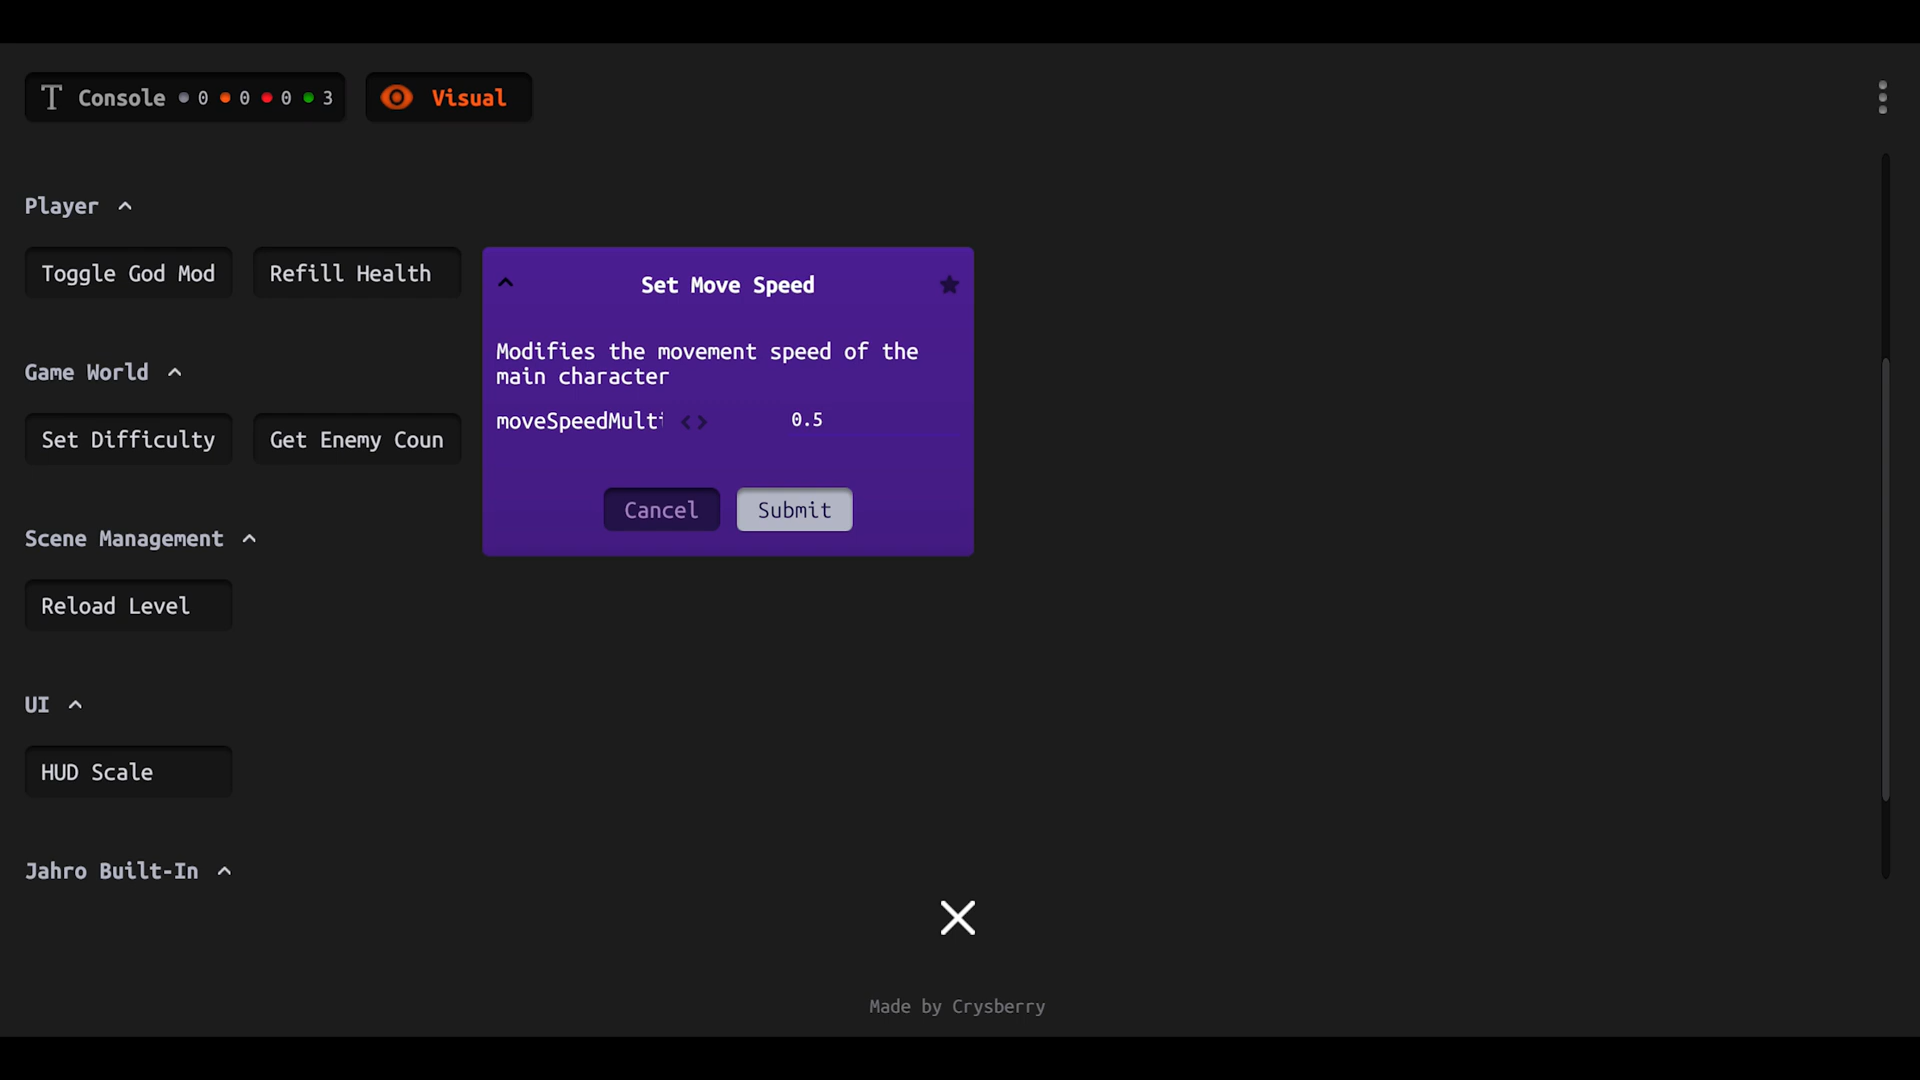 Console 0 0 0 3
Visual
Player
Toggle God Mod
Refill Health
Set Move Speed
Modifies the movement speed of the
main character
moveSpeedMulti
<> 0.5
Cancel
Submit
Game World
Set Difficulty
Get Enemy Coun
Scene Management
Reload Level
UI
HUD Scale
Jahro Built-In
Made by Crysberry